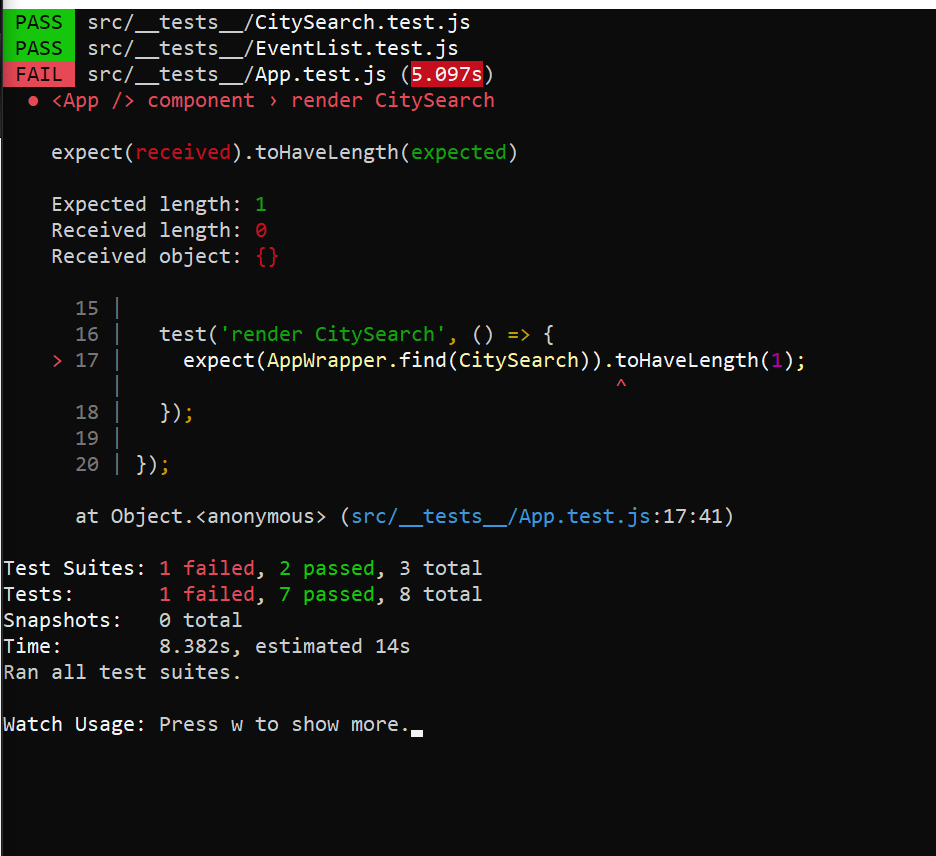 PASS src/__tests__/CitySearch.test.js
PASS src/__tests__/EventList.test.js
FAIL src/__tests__/App.test.js (5.097s)
● <App /> component › render CitySearch
expect(received).toHaveLength(expected)
Expected length: 1
Received length: 0
Received object: {}
15 |
16 | test('render CitySearch', () => {
> 17 | expect(AppWrapper.find(CitySearch)).toHaveLength(1);
| ^
18 | });
19 |
20 | });
at Object.<anonymous> (src/__tests__/App.test.js:17:41)
Test Suites: 1 failed, 2 passed, 3 total
Tests: 1 failed, 7 passed, 8 total
Snapshots: 0 total
Time: 8.382s, estimated 14s
Ran all test suites.
Watch Usage: Press w to show more.